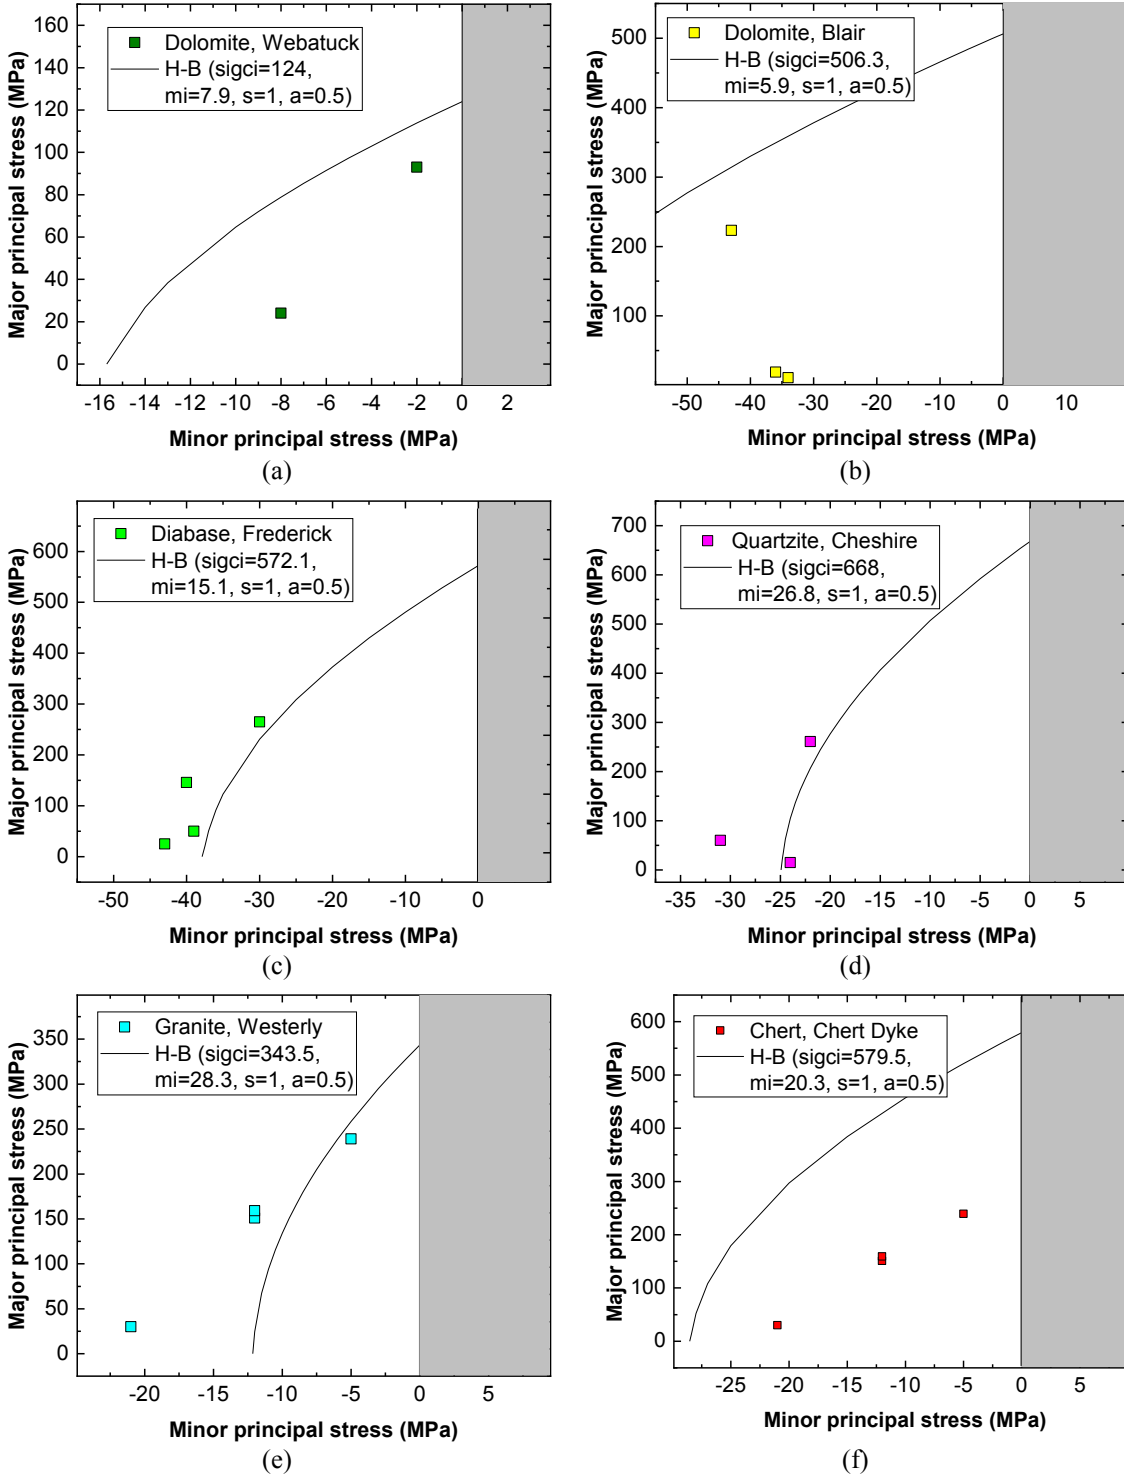 Dolomite, Webatuck
H-B (sigci=124,
mi=7.9, s=1, a=0.5)
Major principal stress (MPa)
160
140
120
100
80
60
40
20
0
-16 -14 -12 -10 -8 -6 -4 -2 0 2
Minor principal stress (MPa)
(a)
Dolomite, Blair
H-B (sigci=506.3,
mi=5.9, s=1, a=0.5)
Major principal stress (MPa)
500
400
300
200
100
-50 -40 -30 -20 -10 0 10
Minor principal stress (MPa)
(b)
Diabase, Frederick
H-B (sigci=572.1,
mi=15.1, s=1, a=0.5)
Major principal stress (MPa)
600
500
400
300
200
100
0
-50 -40 -30 -20 -10 0
Minor principal stress (MPa)
(c)
Quartzite, Cheshire
H-B (sigci=668,
mi=26.8, s=1, a=0.5)
Major principal stress (MPa)
700
600
500
400
300
200
100
0
-35 -30 -25 -20 -15 -10 -5 0 5
Minor principal stress (MPa)
(d)
Granite, Westerly
H-B (sigci=343.5,
mi=28.3, s=1, a=0.5)
Major principal stress (MPa)
350
300
250
200
150
100
50
0
-20 -15 -10 -5 0 5
Minor principal stress (MPa)
(e)
Chert, Chert Dyke
H-B (sigci=579.5,
mi=20.3, s=1, a=0.5)
Major principal stress (MPa)
600
500
400
300
200
100
0
-25 -20 -15 -10 -5 0 5
Minor principal stress (MPa)
(f)